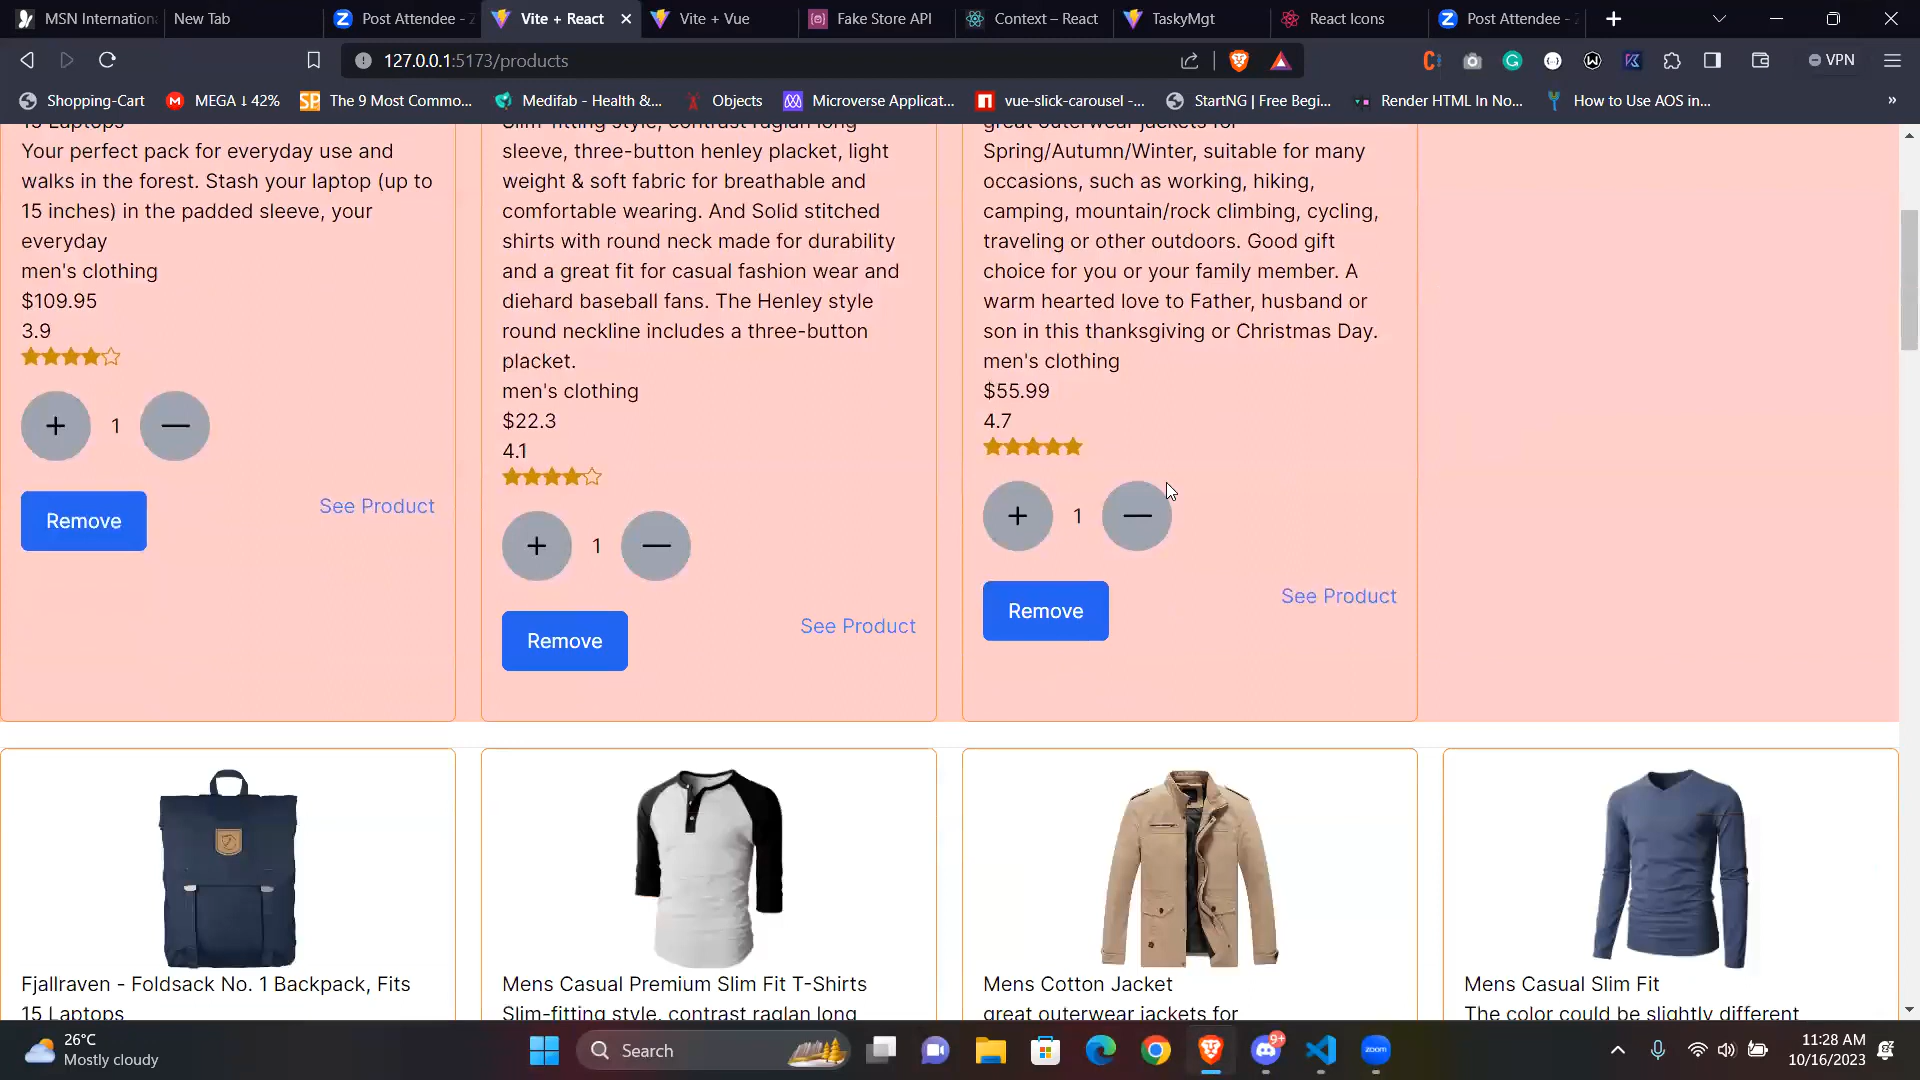 MSN Internationa
New Tab
Post Attendee - Z
Vite + React
Vite + Vue
Fake Store API
Context – React
TaskyMgt
React Icons
Post Attendee - Z
127.0.0.1:5173/products
VPN
Shopping-Cart
MEGA ↓ 42%
The 9 Most Commo...
Medifab - Health &...
Objects
Microverse Applicat...
vue-slick-carousel -...
StartNG | Free Begi...
Render HTML In No...
How to Use AOS in...
»
15 Laptops
Your perfect pack for everyday use and
walks in the forest. Stash your laptop (up to
15 inches) in the padded sleeve, your
everyday
men's clothing
$109.95
3.9
+ 1 —
Remove
See Product
Slim-fitting style, contrast raglan long
sleeve, three-button henley placket, light
weight & soft fabric for breathable and
comfortable wearing. And Solid stitched
shirts with round neck made for durability
and a great fit for casual fashion wear and
diehard baseball fans. The Henley style
round neckline includes a three-button
placket.
men's clothing
$22.3
4.1
+ 1 —
Remove
See Product
great outerwear jackets for
Spring/Autumn/Winter, suitable for many
occasions, such as working, hiking,
camping, mountain/rock climbing, cycling,
traveling or other outdoors. Good gift
choice for you or your family member. A
warm hearted love to Father, husband or
son in this thanksgiving or Christmas Day.
men's clothing
$55.99
4.7
+ 1 —
Remove
See Product
Fjallraven - Foldsack No. 1 Backpack, Fits
15 Laptops
Mens Casual Premium Slim Fit T-Shirts
Slim-fitting style, contrast raglan long
Mens Cotton Jacket
great outerwear jackets for
Mens Casual Slim Fit
The color could be slightly different
26°C
Mostly cloudy
Search
9+
zoom
11:28 AM
10/16/2023